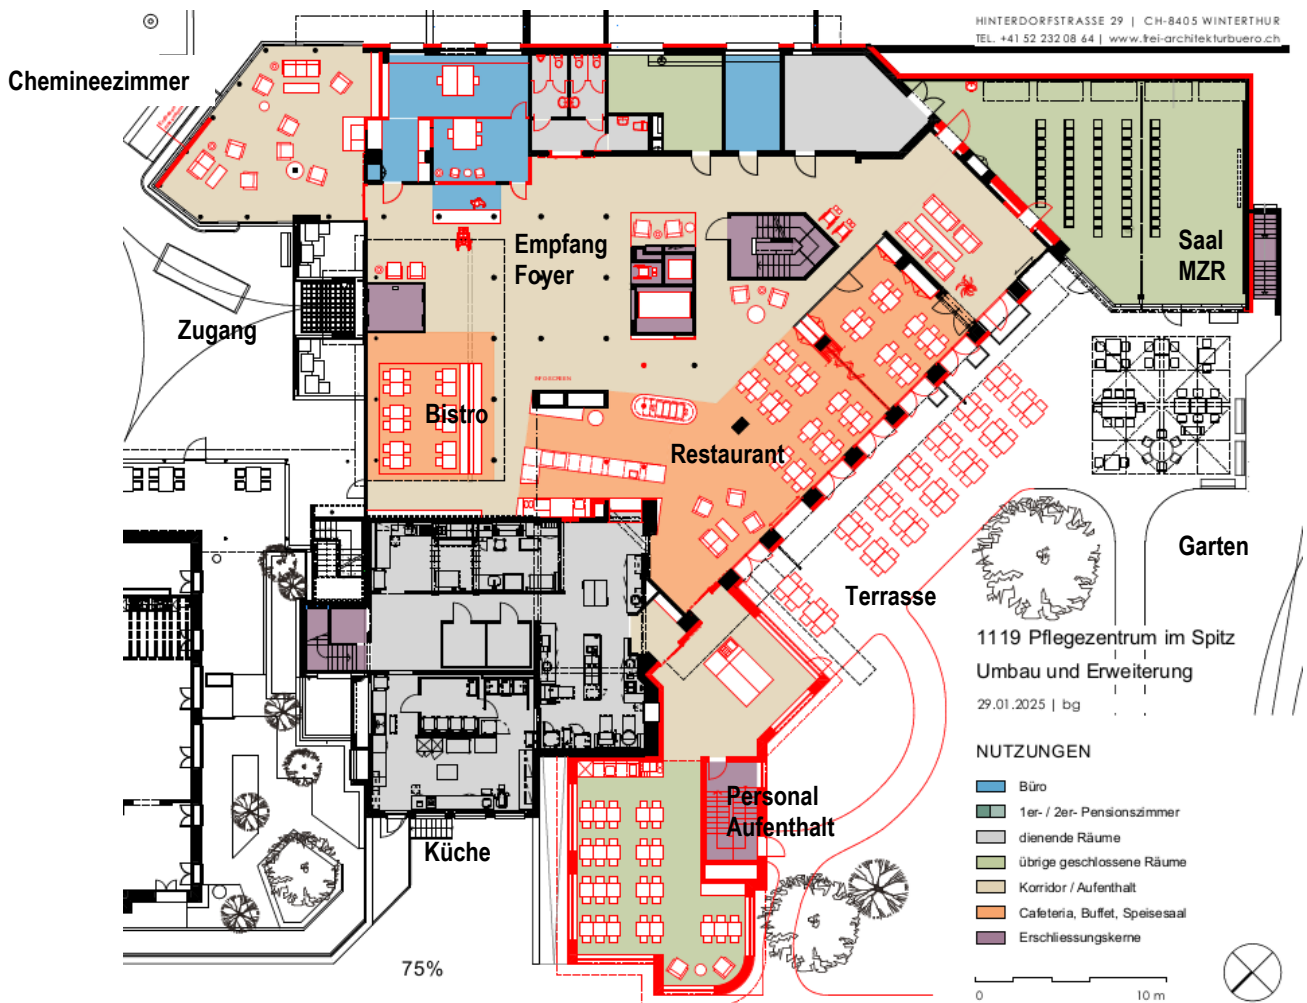 HINTERDORFSTRASSE 29 | CH-8405 WINTERTHUR
TEL. +41 52 232 08 64 | www.frei-architekturbuero.ch
Chemineezimmer
Saal
MZR
Empfang
Foyer
Zugang
INFOSCREEN
Bistro
Restaurant
Garten
Terrasse
1119 Pflegezentrum im Spitz
Umbau und Erweiterung
29.01.2025 | bg
NUTZUNGEN
Büro
1er- / 2er- Pensionszimmer
dienende Räume
übrige geschlossene Räume
Korridor / Aufenthalt
Cafeteria, Buffet, Speisesaal
Erschliessungskerne
Personal
Aufenthalt
Küche
75%
0 10 m